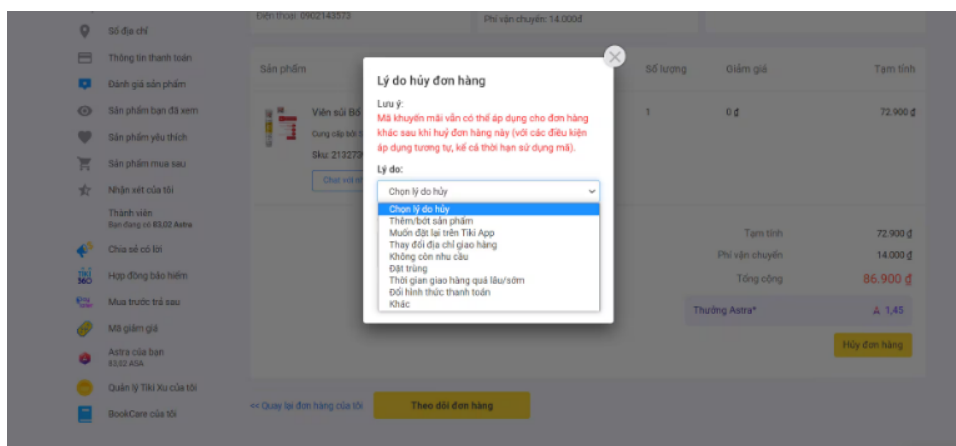 Điện thoại: 0902143573
Phí vận chuyển: 14.000đ
Sổ địa chỉ
Thông tin thanh toán
Đánh giá sản phẩm
Sản phẩm bạn đã xem
Sản phẩm yêu thích
Sản phẩm mua sau
Nhận xét của tôi
Thành viên
Bạn đang có 83,02 Astra
Chia sẻ có lời
TIKI
360
Hợp đồng bảo hiểm
Mua trước trả sau
Mã giảm giá
Astra của bạn
83,02 ASA
Quản lý Tiki Xu của tôi
BookCare của tôi
Sản phẩm
Số lượng
Giảm giá
Tạm tính
Viên sủi Bổ
Cung cấp bởi
Sku: 213273
Chat với
1
0 ₫
72.900 ₫
Lý do hủy đơn hàng
Lưu ý:
Mã khuyến mãi vẫn có thể áp dụng cho đơn hàng
khác sau khi huỷ đơn hàng này (với các điều kiện
áp dụng tương tự, kể cả thời hạn sử dụng mã).
Lý do:
Chọn lý do hủy
Chọn lý do hủy
Thêm/bớt sản phẩm
Muốn đặt lại trên Tiki App
Thay đổi địa chỉ giao hàng
Không còn nhu cầu
Đặt trùng
Thời gian giao hàng quá lâu/sớm
Đổi hình thức thanh toán
Khác
Tạm tính
72.900 ₫
Phí vận chuyển
14.000 ₫
Tổng cộng
86.900 ₫
Thưởng Astra*
1,45
Hủy đơn hàng
<< Quay lại đơn hàng của tôi
Theo dõi đơn hàng